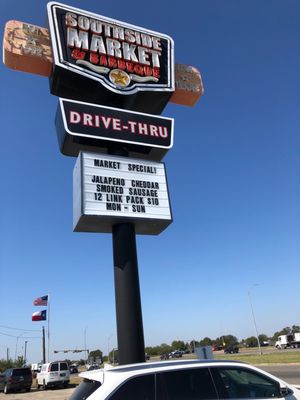 SOUTHSIDE
MARKET
& BARBEQUE
DRIVE-THRU
MARKET SPECIAL!
JALAPENO CHEDDAR
SMOKED SAUSAGE
12 LINK PACK $10
MON - SUN